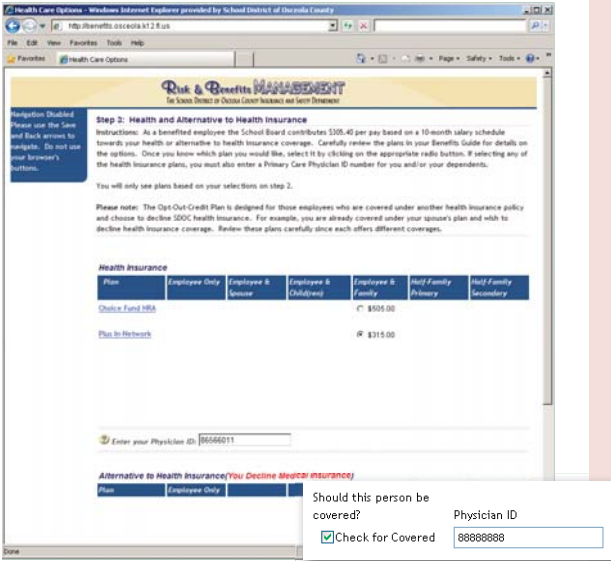 Health Care Options - Windows Internet Explorer provided by School District of Osceola County
http://benefits.osceola.k12.fl.us
File Edit View Favorites Tools Help
Favorites Health Care Options Page Safety Tools
Risk & Benefits MANAGEMENT
The School District of Osceola County Insurance and Safety Department
Navigation Disabled
Please use the Save
and Back arrows to
navigate. Do not use
your browser's
buttons.
Step 2: Health and Alternative to Health Insurance
Instructions: As a benefited employee the School Board contributes $305.40 per pay based on a 10-month salary schedule
towards your health or alternative to health insurance coverage. Carefully review the plans in your Benefits Guide for details on
the options. Once you know which plan you would like, select it by clicking on the appropriate radio button. If selecting any of
the health insurance plans, you must also enter a Primary Care Physician ID number for you and/or your dependents.
You will only see plans based on your selections on step 2.
Please note: The Opt-Out-Credit Plan is designed for those employees who are covered under another health insurance policy
and choose to decline SDOC health insurance. For example, you are already covered under your spouse's plan and wish to
decline health insurance coverage. Review these plans carefully since each offers different coverages.
Health Insurance
Plan Employee Only Employee & Spouse Employee & Child(ren) Employee & Family Half-Family Primary Half-Family Secondary
Choice Fund HRA $505.00
Plus In-Network $315.00
Enter your Physician ID: 86566011
Alternative to Health Insurance(You Decline Medical Insurance)
Plan Employee Only
Should this person be
covered? Physician ID
Check for Covered 88888888
Done